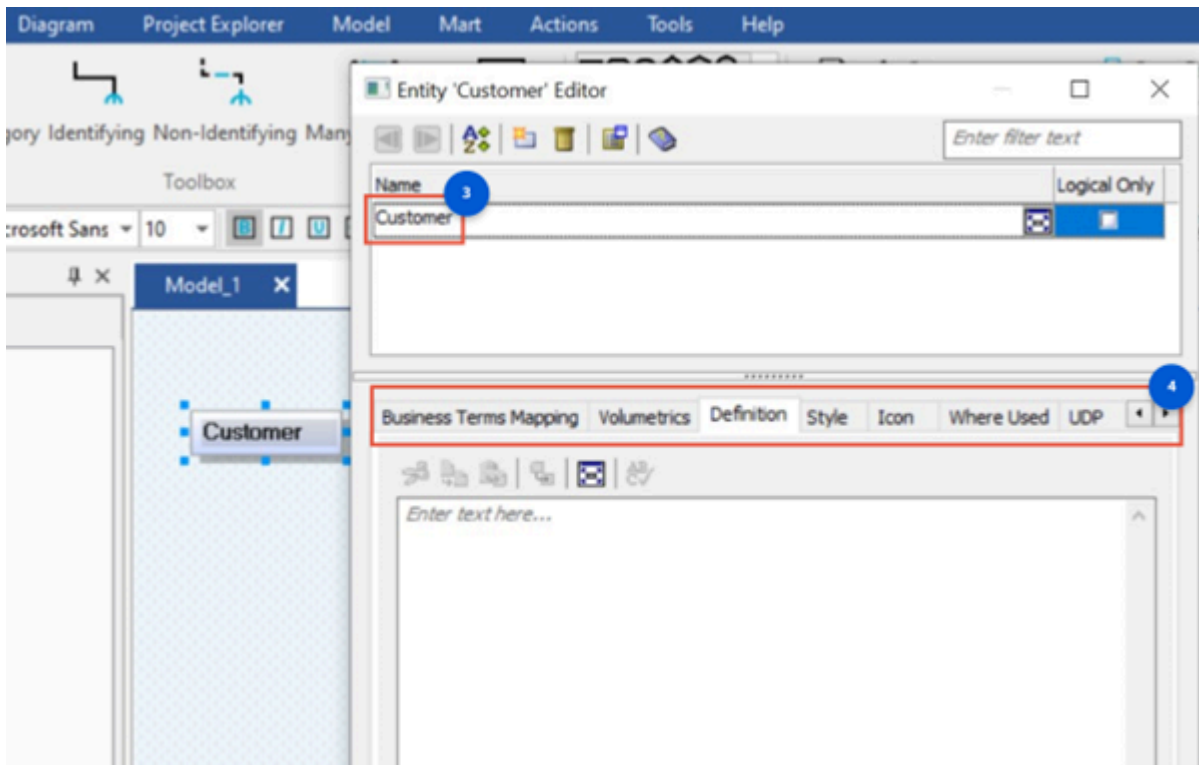 Diagram Project Explorer Model Mart Actions Tools Help
Entity 'Customer' Editor
Identifying Non-Identifying
Enter filter text
Toolbox
Name Logical Only
3
Customer
Sans 10 B I U
Model_1
4
Business Terms Mapping Volumetrics Definition Style Icon Where Used UDP
Customer
Enter text here...